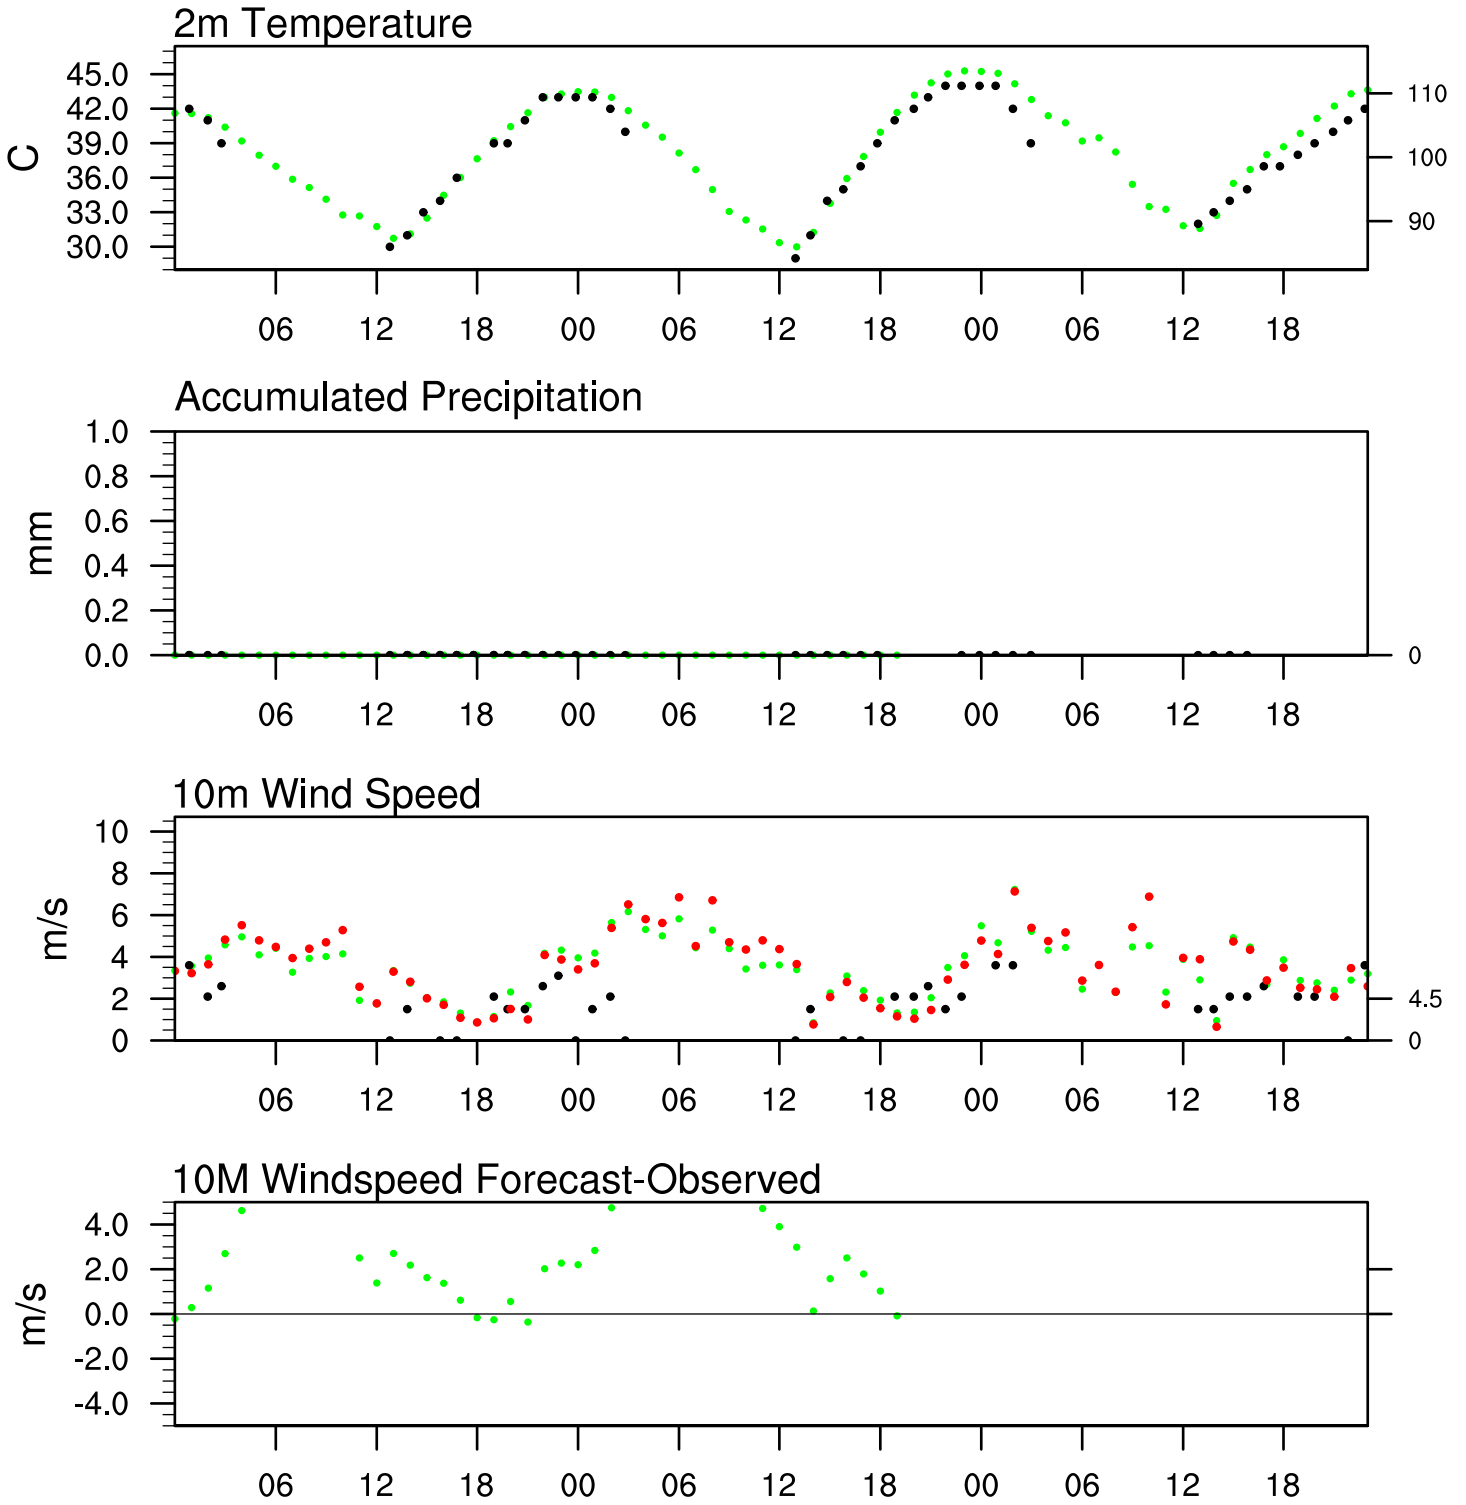 2m Temperature
45.0
42.0
39.0
36.0
33.0
30.0
C
110
100
90
06 12 18 00 06 12 18 00 06 12 18
Accumulated Precipitation
1.0
0.8
0.6
0.4
0.2
0.0
mm
0
06 12 18 00 06 12 18 00 06 12 18
10m Wind Speed
10
8
6
4
2
0
m/s
4.5
0
06 12 18 00 06 12 18 00 06 12 18
10M Windspeed Forecast-Observed
4.0
2.0
0.0
-2.0
-4.0
m/s
06 12 18 00 06 12 18 00 06 12 18